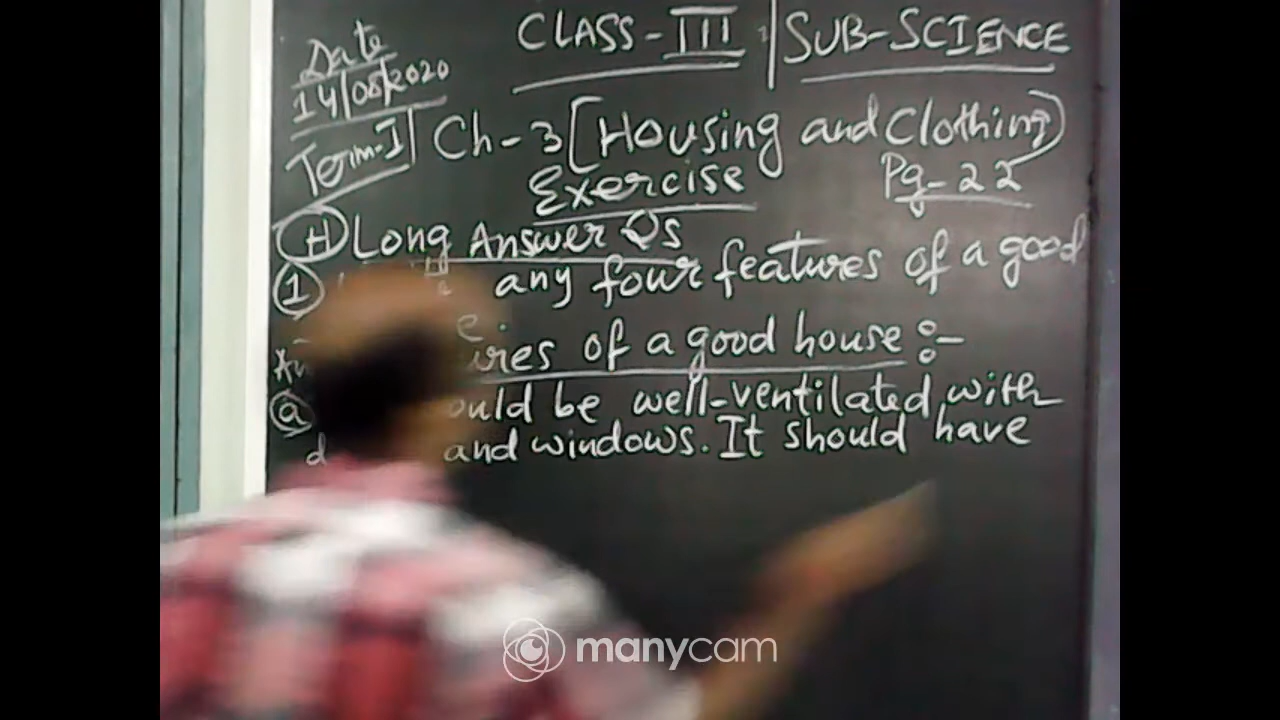 CLASS-III | SUB-SCIENCE
Date
14/08/2020
Term-I Ch-3 [Housing and Clothing]
Exercise Pg-22
(H) Long Answer Qs
(1) any four features of a good
of a good house :-
(a) be well-ventilated, with
and windows. It should have
manycam